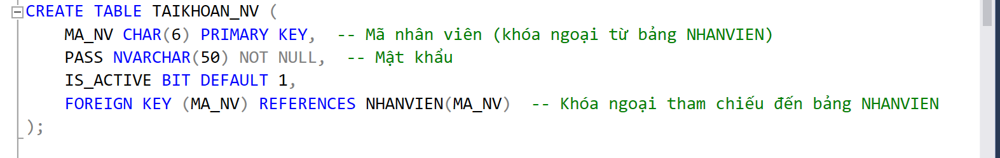 CREATE TABLE TAIKHOAN_NV (
MA_NV CHAR(6) PRIMARY KEY, -- Mã nhân viên (khóa ngoại từ bảng NHANVIEN)
PASS NVARCHAR(50) NOT NULL, -- Mật khẩu
IS_ACTIVE BIT DEFAULT 1,
FOREIGN KEY (MA_NV) REFERENCES NHANVIEN(MA_NV) -- Khóa ngoại tham chiếu đến bảng NHANVIEN
);